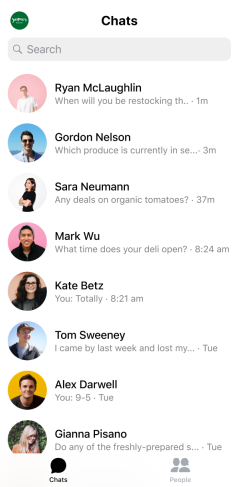 Chats
Search
Ryan McLaughlin
When will you be restocking th.. · 1m
Gordon Nelson
Which produce is currently in se...· 3m
Sara Neumann
Any deals on organic tomatoes? · 37m
Mark Wu
What time does your deli open? · 8:24 am
Kate Betz
You: Totally · 8:21 am
Tom Sweeney
I came by last week and lost my... · Tue
Alex Darwell
You: 9-5 · Tue
Gianna Pisano
Do any of the freshly-prepared s... · Tue
Chats
People